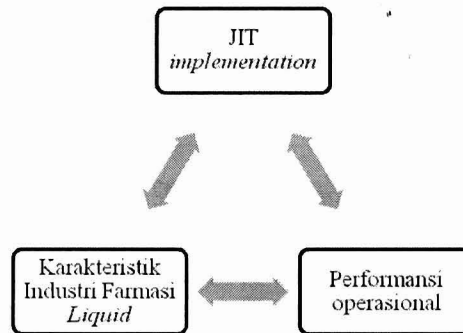 JIT
implementation
Karakteristik
Industri Farmasi
Liquid
Performansi
operasional